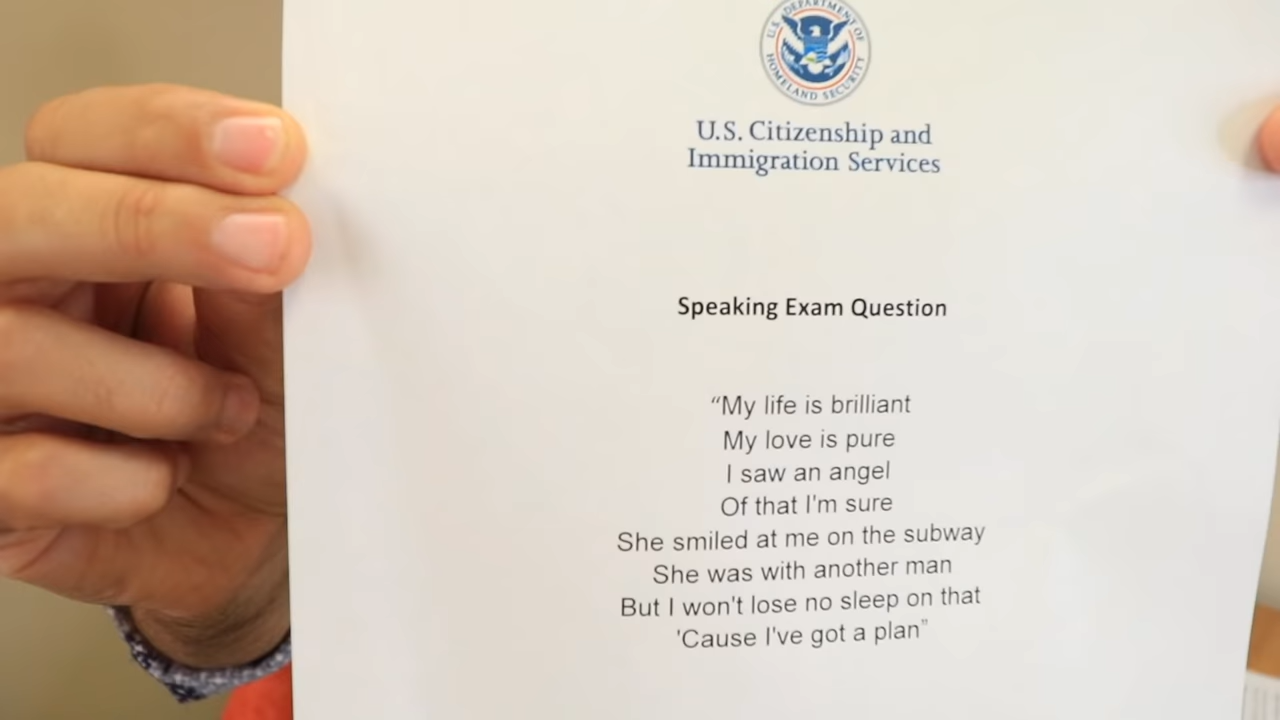 U.S. DEPARTMENT OF
HOMELAND SECURITY
U.S. Citizenship and
Immigration Services
Speaking Exam Question
“My life is brilliant
My love is pure
I saw an angel
Of that I'm sure
She smiled at me on the subway
She was with another man
But I won't lose no sleep on that
'Cause I've got a plan”